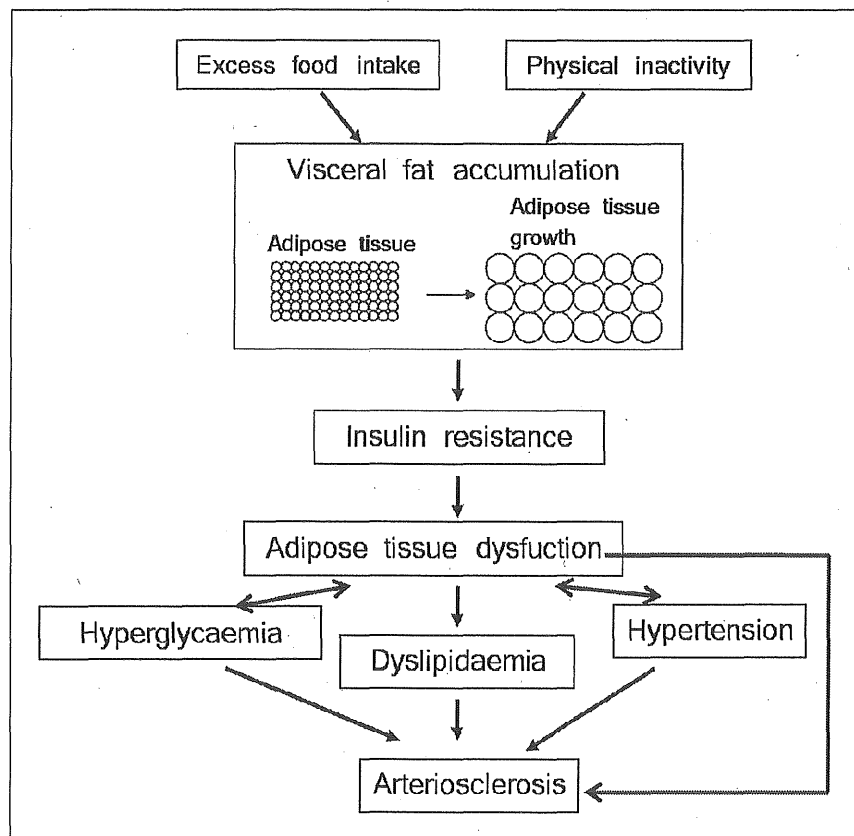 Excess food intake
Physical inactivity
Visceral fat accumulation
Adipose tissue
growth
Adipose tissue
Insulin resistance
Adipose tissue dysfuction
Hyperglycaemia
Hypertension
Dyslipidaemia
Arteriosclerosis